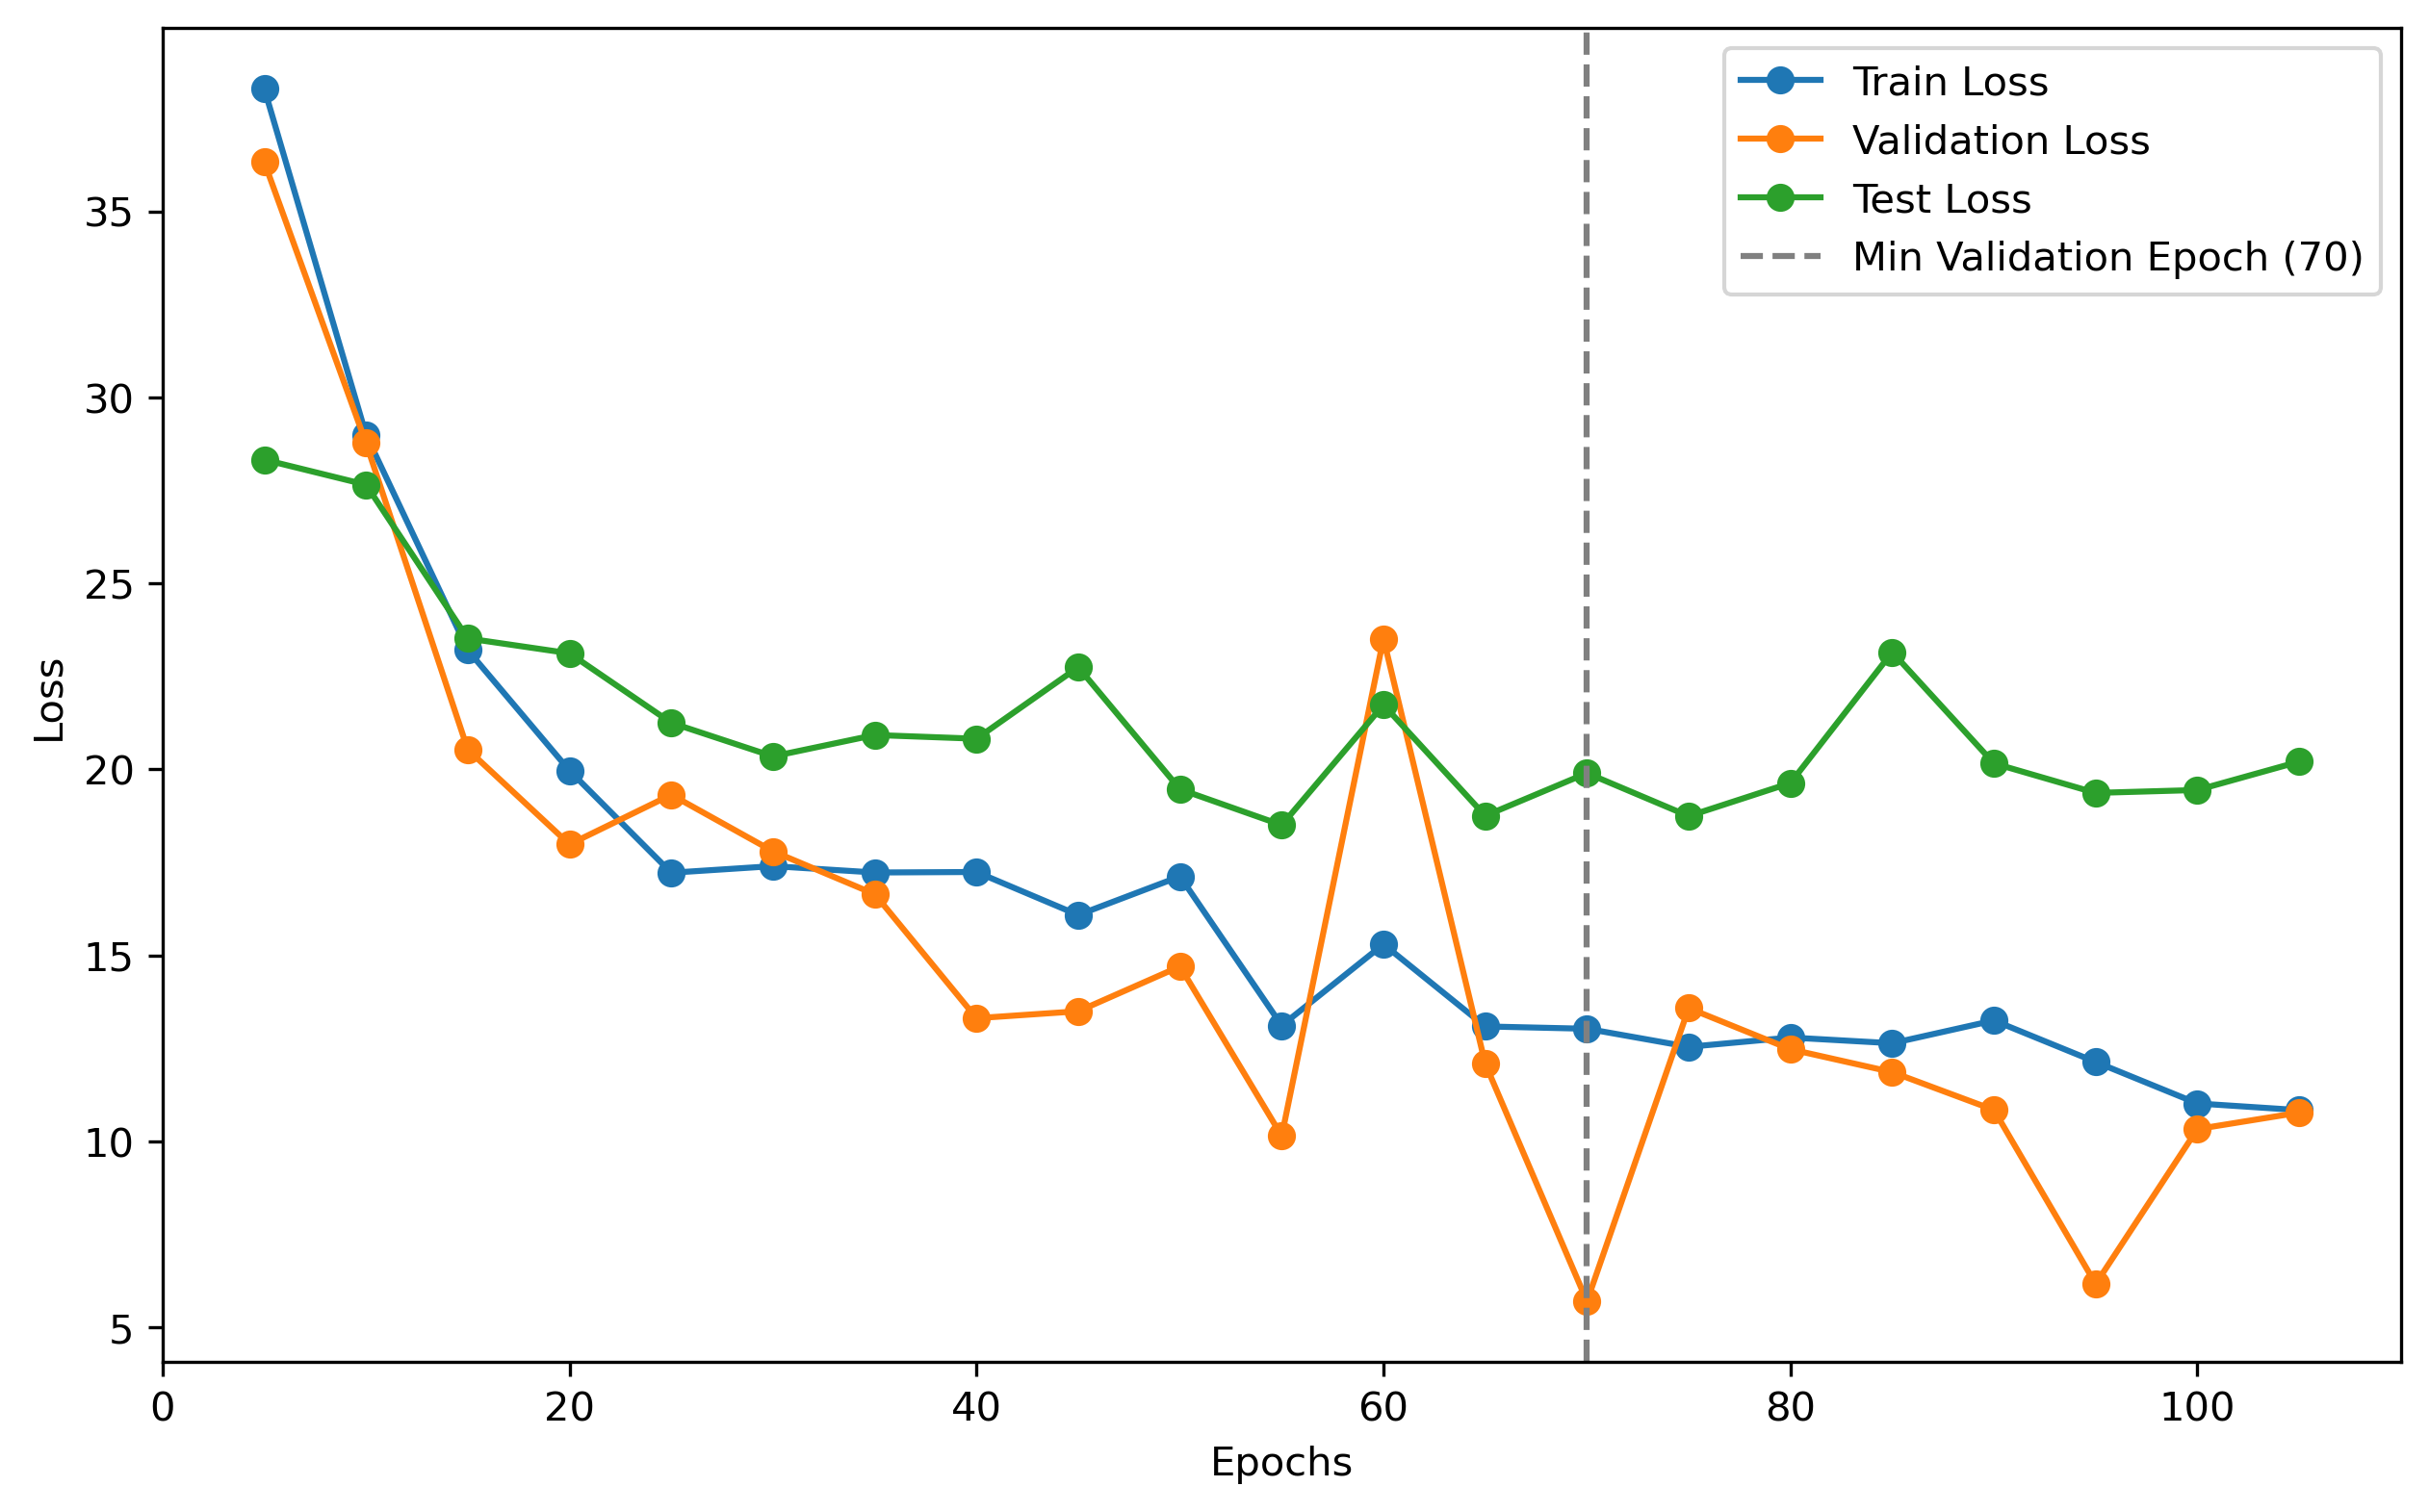 Train Loss
Validation Loss
Test Loss
Min Validation Epoch (70)
35
30
25
20
15
10
5
Loss
0 20 40 60 80 100
Epochs